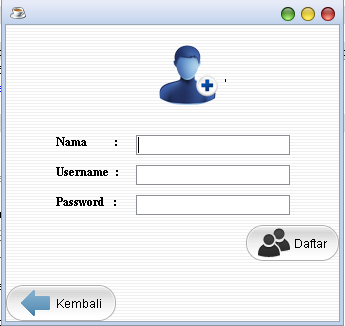 Nama :
Username :
Password :
Daftar
Kembali